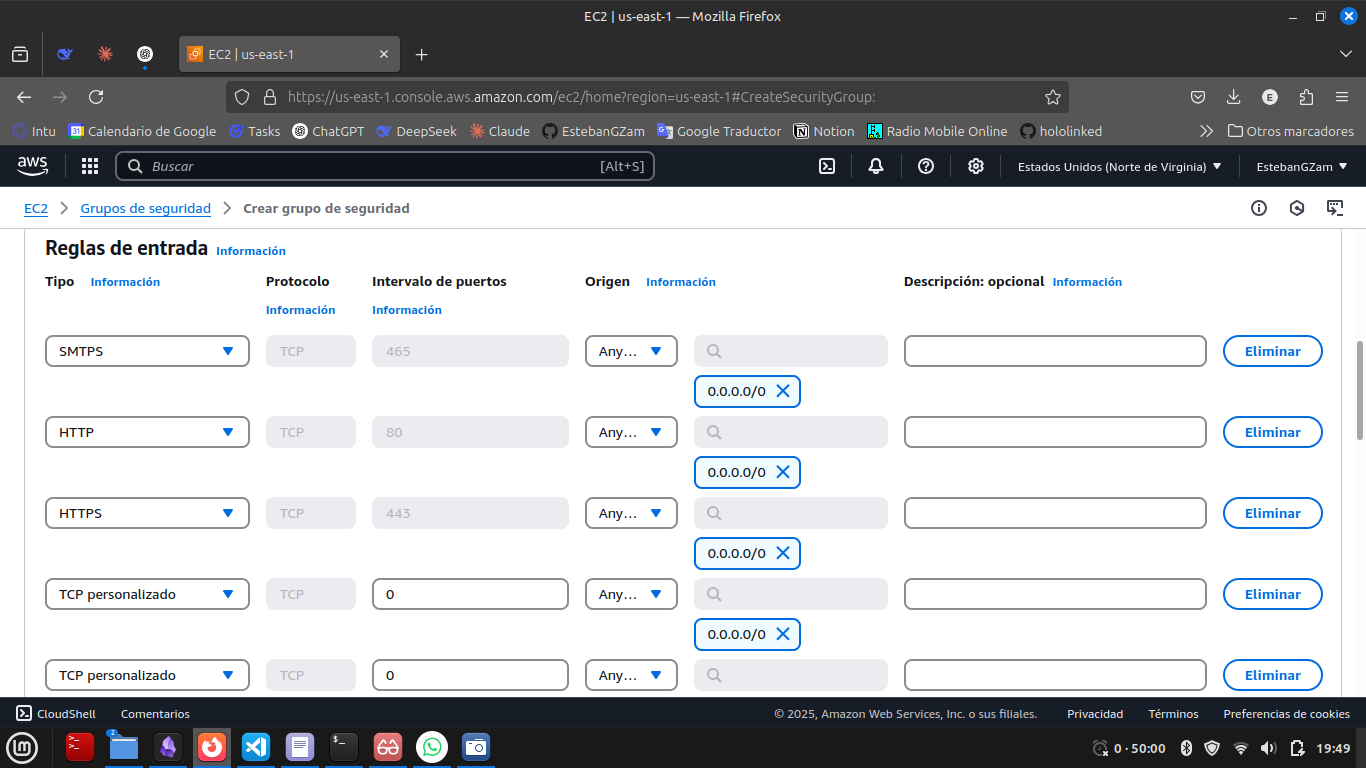 EC2 | us-east-1 — Mozilla Firefox
EC2 | us-east-1
https://us-east-1.console.aws.amazon.com/ec2/home?region=us-east-1#CreateSecurityGroup:
E
Intu 31 Calendario de Google Tasks ChatGPT DeepSeek Claude EstebanGZam Google Traductor Notion Radio Mobile Online hololinked Otros marcadores
aws Buscar [Alt+S] Estados Unidos (Norte de Virginia) EstebanGZam
EC2 Grupos de seguridad Crear grupo de seguridad
Reglas de entrada Información
Tipo Información Protocolo Intervalo de puertos Origen Información Descripción: opcional Información
Información Información
SMTPS TCP 465 Any... Eliminar
0.0.0.0/0
HTTP TCP 80 Any... Eliminar
0.0.0.0/0
HTTPS TCP 443 Any... Eliminar
0.0.0.0/0
TCP personalizado TCP 0 Any... Eliminar
0.0.0.0/0
TCP personalizado TCP 0 Any... Eliminar
CloudShell Comentarios © 2025, Amazon Web Services, Inc. o sus filiales. Privacidad Términos Preferencias de cookies
2 0 · 50:00 19:49